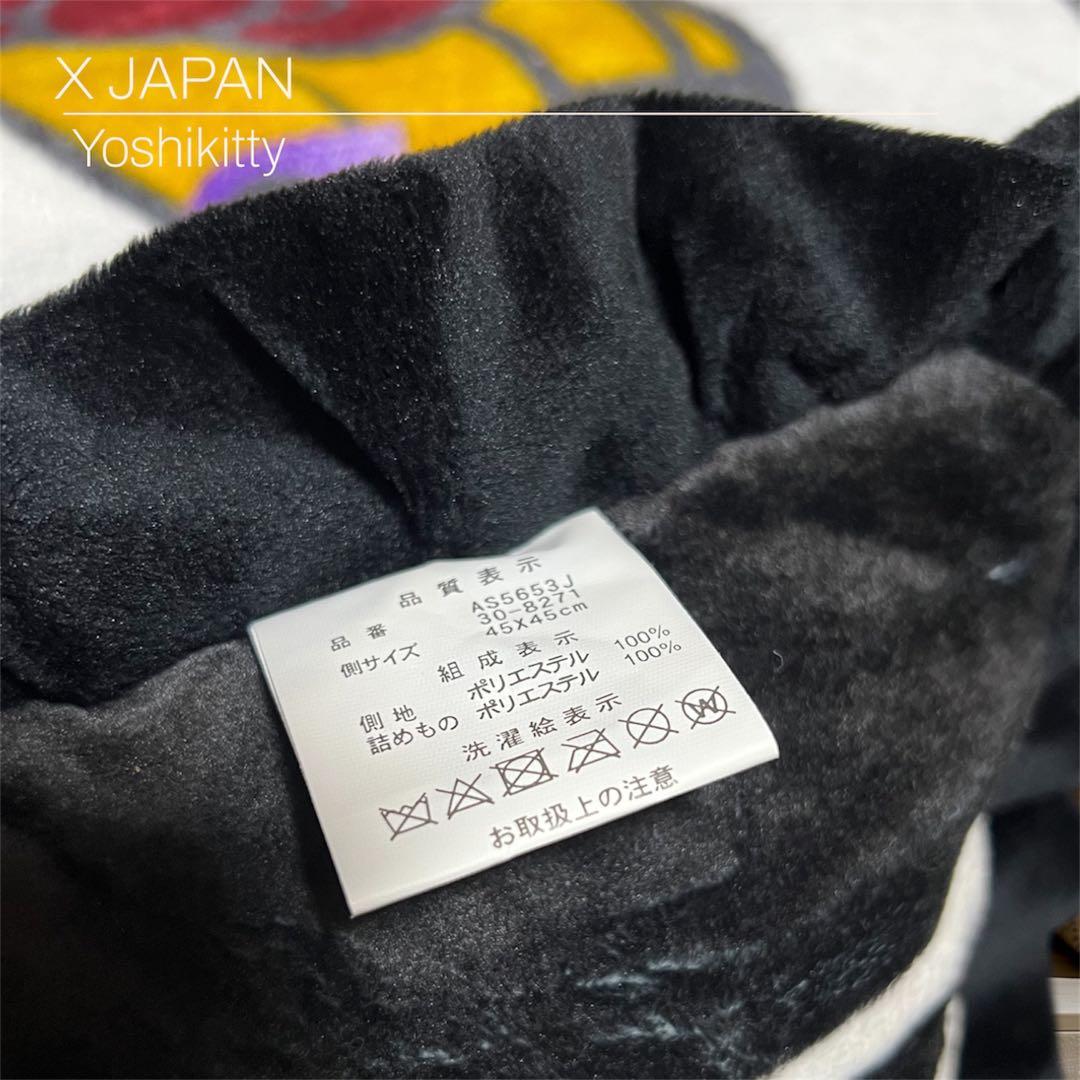 X JAPAN
Yoshikitty
品質表示
品番 AS5653J
30-8271
側サイズ 45X45cm
組成表示
側地 ポリエステル 100%
詰めもの ポリエステル 100%
洗濯絵表示
お取扱上の注意